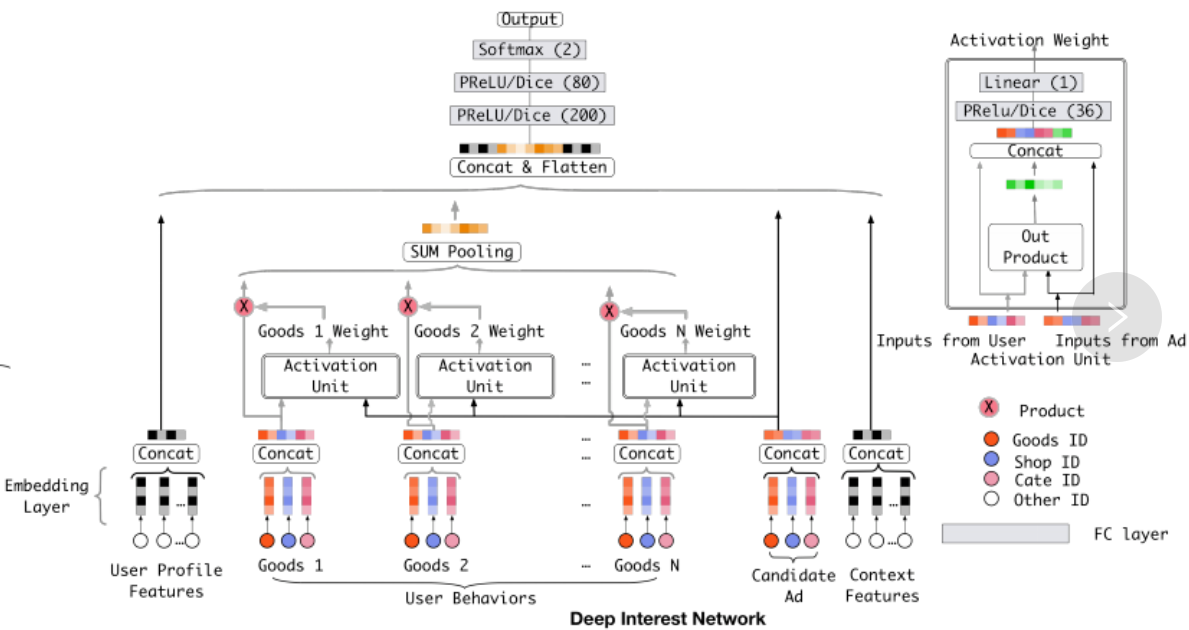 Output
Softmax (2)
PReLU/Dice (80)
PReLU/Dice (200)
Concat & Flatten
SUM Pooling
X
X
X
Goods 1 Weight
Goods 2 Weight
Goods N Weight
Activation
Unit
Activation
Unit
...
...
Activation
Unit
...
...
Concat
Concat
Concat
Concat
Concat
Concat
Embedding
Layer
...
...
...
...
User Profile
Features
Goods 1
Goods 2
...
Goods N
User Behaviors
Candidate
Ad
Context
Features
Activation Weight
Linear (1)
PRelu/Dice (36)
Concat
Out
Product
Inputs from User
Inputs from Ad
Activation Unit
X
Product
Goods ID
Shop ID
Cate ID
Other ID
FC layer
Deep Interest Network